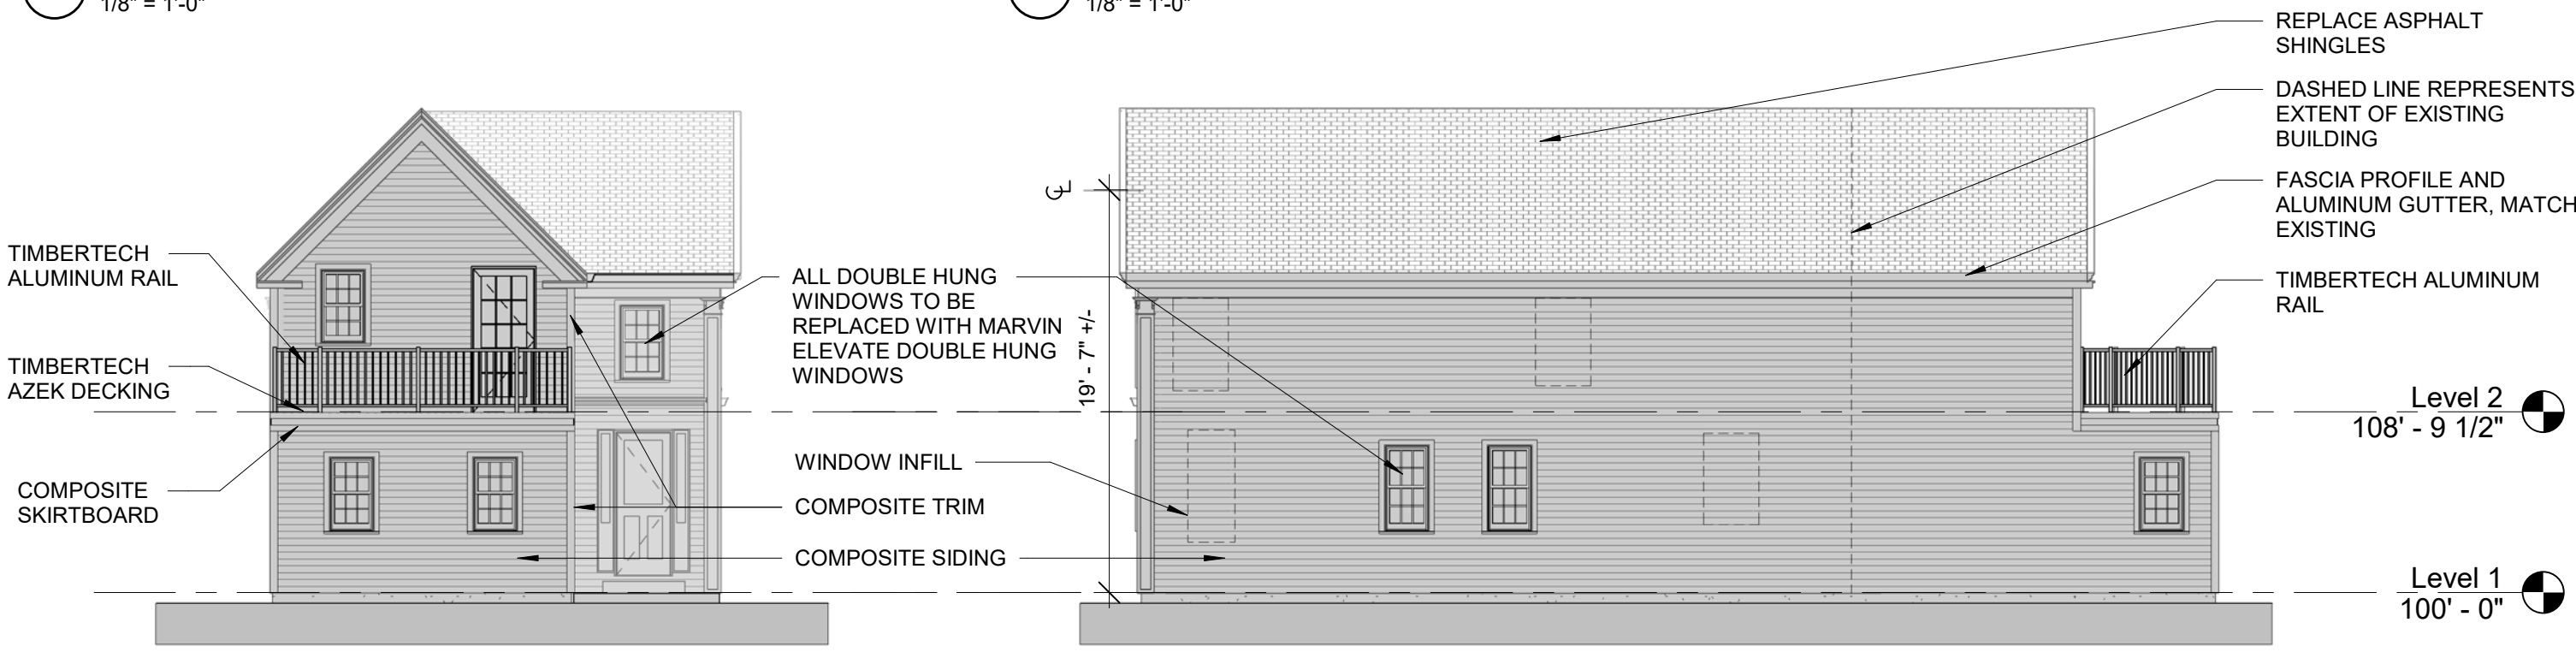 1/8" = 1'-0"
1/8" = 1'-0"
TIMBERTECH
ALUMINUM RAIL
TIMBERTECH
AZEK DECKING
COMPOSITE
SKIRTBOARD
ALL DOUBLE HUNG
WINDOWS TO BE
REPLACED WITH MARVIN
ELEVATE DOUBLE HUNG
WINDOWS
WINDOW INFILL
COMPOSITE TRIM
COMPOSITE SIDING
CL
19' - 7" +/-
REPLACE ASPHALT
SHINGLES
DASHED LINE REPRESENTS
EXTENT OF EXISTING
BUILDING
FASCIA PROFILE AND
ALUMINUM GUTTER, MATCH
EXISTING
TIMBERTECH ALUMINUM
RAIL
Level 2
108' - 9 1/2"
Level 1
100' - 0"